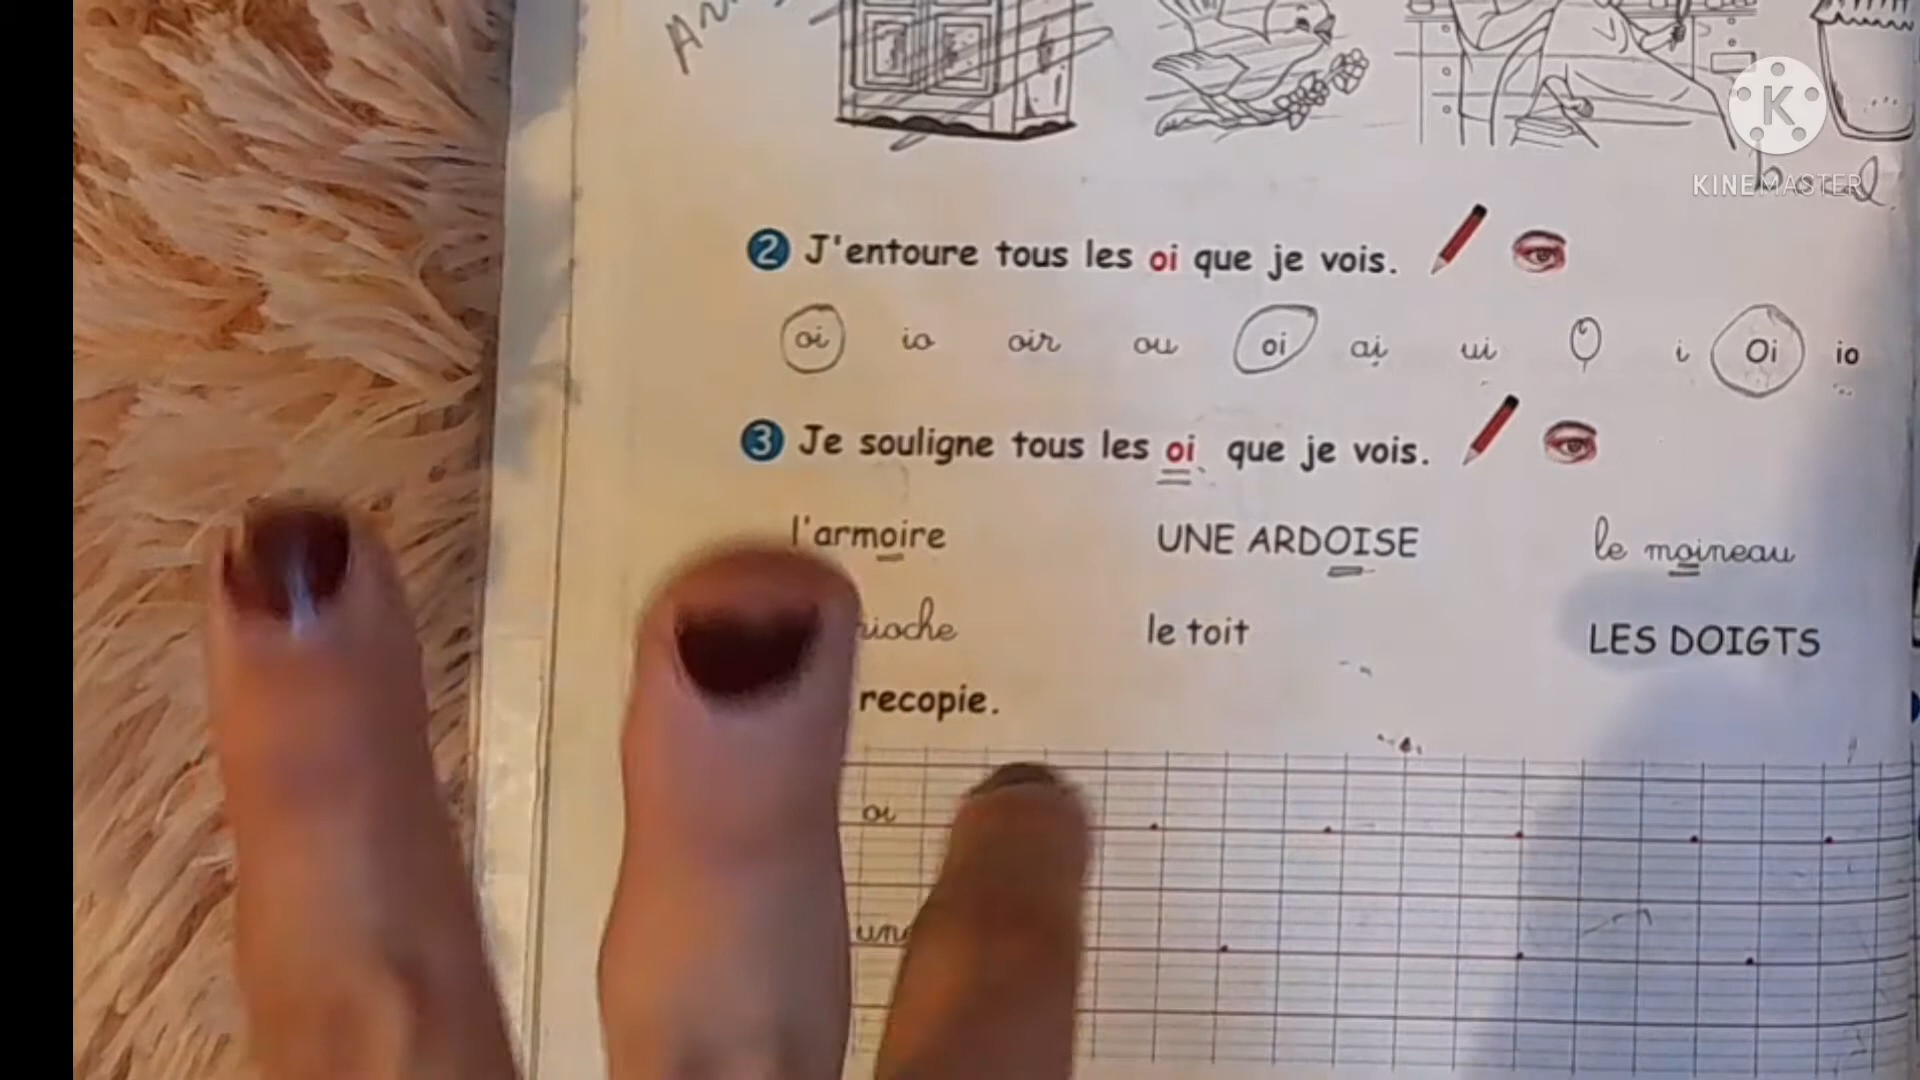 KINEMASTER
2 J'entoure tous les oi que je vois.
oi io oir ou oi ai ui i Oi io
3 Je souligne tous les oi que je vois.
l'armoire UNE ARDOISE le moineau
le toit LES DOIGTS
recopie.
oi
une